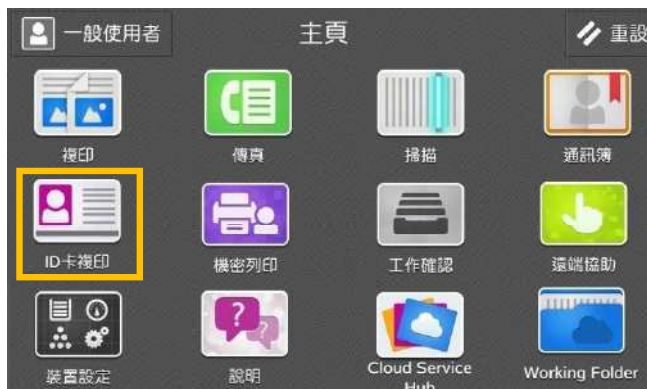 一般使用者
主頁
重設
複印
傳真
掃描
通訊簿
ID卡複印
機密列印
工作確認
遠端協助
裝置設定
說明
Cloud Service
Hub
Working Folder